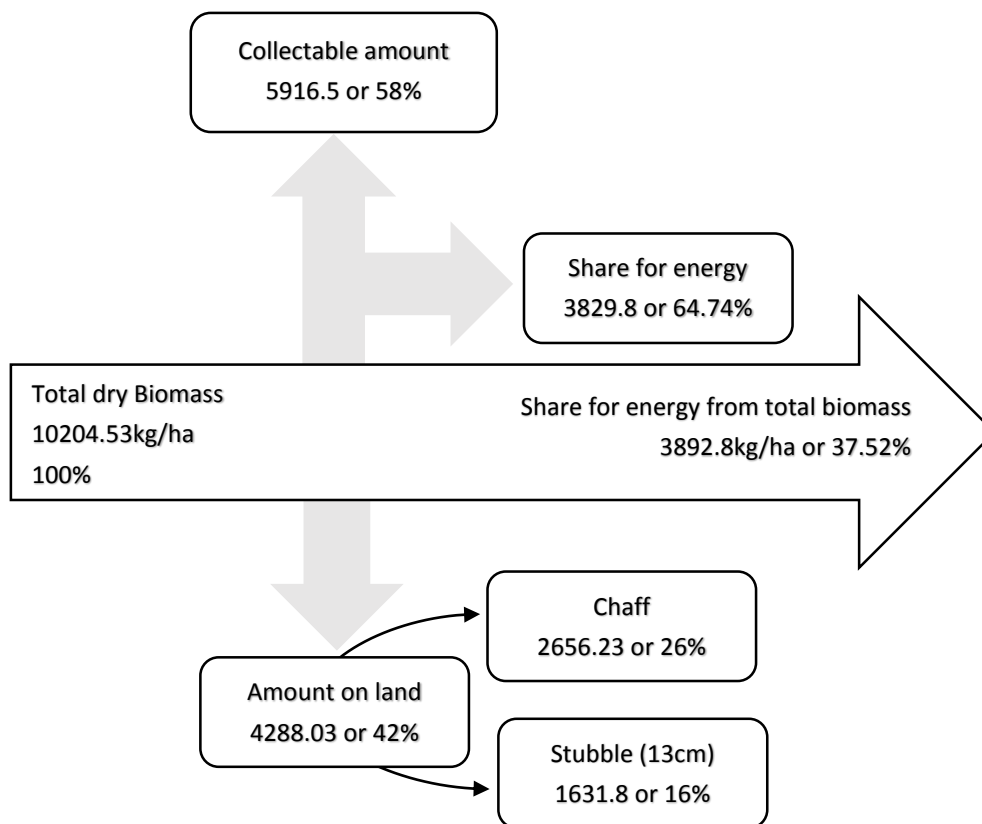 Collectable amount
5916.5 or 58%
Share for energy
3829.8 or 64.74%
Total dry Biomass
10204.53kg/ha
100%
Share for energy from total biomass
3892.8kg/ha or 37.52%
Chaff
2656.23 or 26%
Amount on land
4288.03 or 42%
Stubble (13cm)
1631.8 or 16%